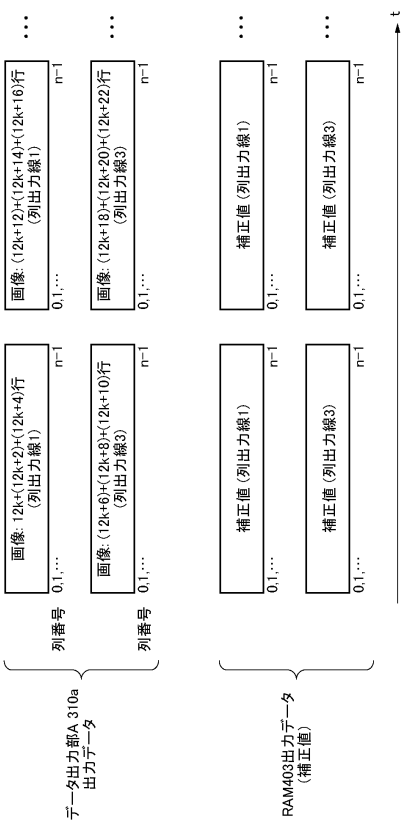 データ出力部A 310a
出力データ
列番号
画像: 12k+(12k+2)+(12k+4)行
(列出力線1)
0,1,…
n−1
画像: (12k+12)+(12k+14)+(12k+16)行
(列出力線1)
0,1,…
n−1
…
列番号
画像: (12k+6)+(12k+8)+(12k+10)行
(列出力線3)
0,1,…
n−1
画像: (12k+18)+(12k+20)+(12k+22)行
(列出力線3)
0,1,…
n−1
…
RAM403出力データ
(補正値)
補正値 (列出力線1)
0,1,…
n−1
補正値 (列出力線1)
0,1,…
n−1
…
補正値 (列出力線3)
0,1,…
n−1
補正値 (列出力線3)
0,1,…
n−1
…
t